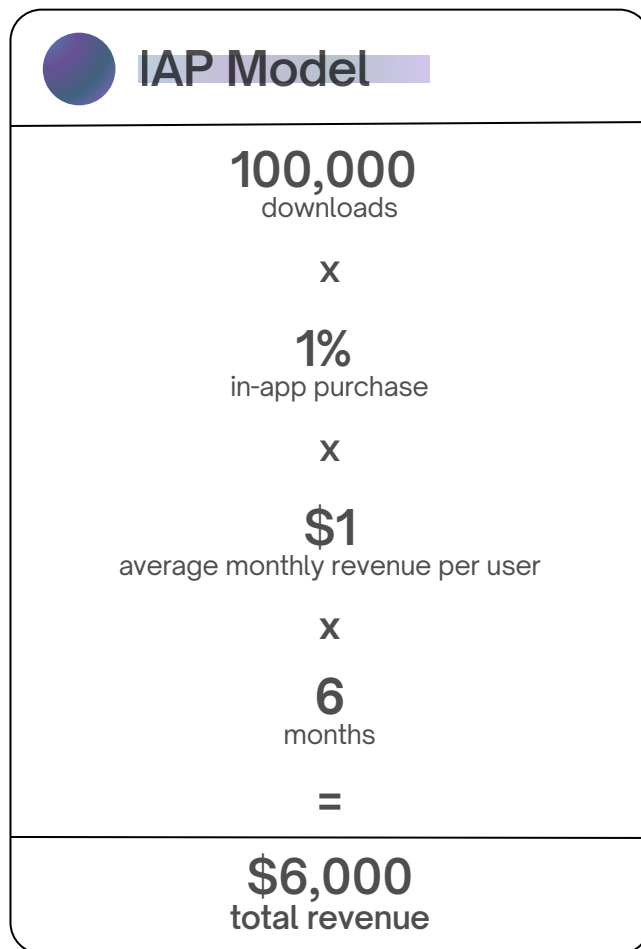 IAP Model
100,000
downloads
x
1%
in-app purchase
x
$1
average monthly revenue per user
x
6
months
=
$6,000
total revenue